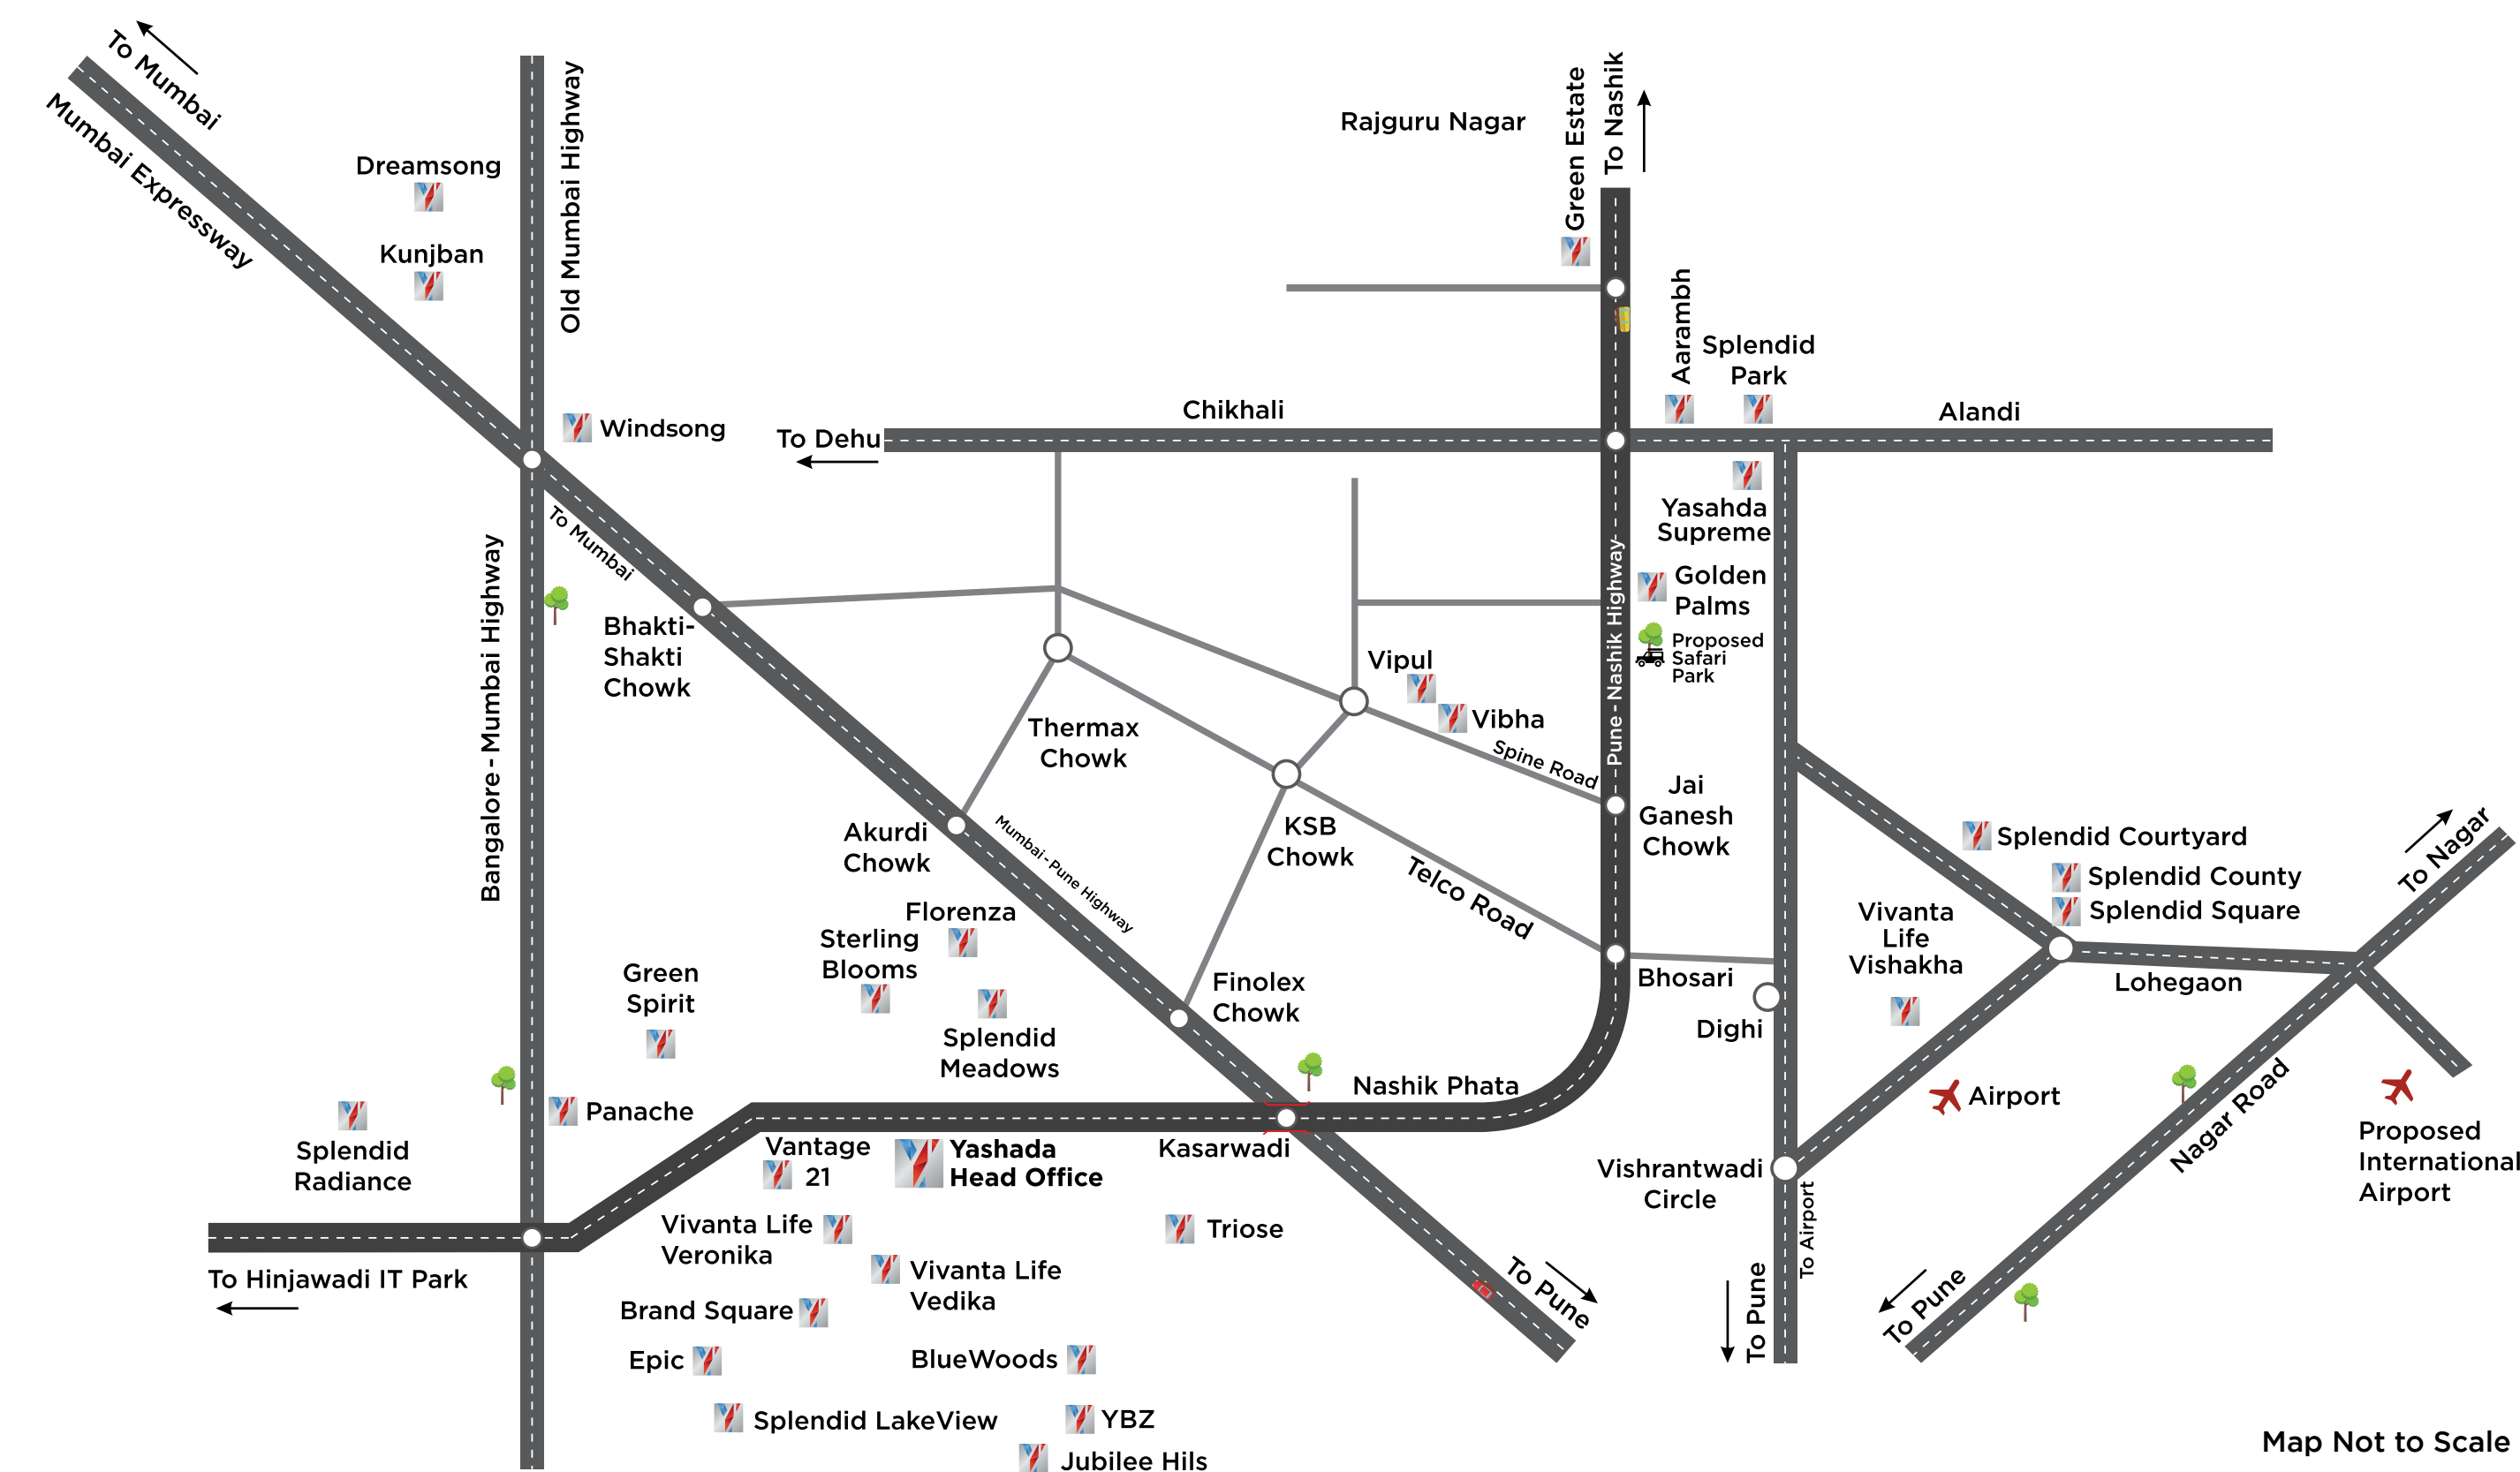 To Mumbai
Mumbai Expressway
Old Mumbai Highway
Dreamsong
Kunjban
Windsong
Rajguru Nagar
Green Estate
To Nashik
Aarambh
Splendid
Park
Chikhali
To Dehu
Alandi
Yasahda
Supreme
Golden
Palms
Proposed
Safari
Park
Pune-Nashik Highway
To Mumbai
Bangalore-Mumbai Highway
Bhakti-
Shakti
Chowk
Thermax
Chowk
Vipul
Vibha
Spine Road
Jai
Ganesh
Chowk
KSB
Chowk
Telco Road
Akurdi
Chowk
Mumbai-Pune Highway
Florenza
Sterling
Blooms
Splendid
Meadows
Green
Spirit
Finolex
Chowk
Bhosari
Dighi
Splendid Courtyard
Splendid County
Splendid Square
Vivanta
Life
Vishakha
Lohegaon
To Nagar
Nagar Road
Airport
Proposed
International
Airport
Nashik Phata
Kasarwadi
Panache
Splendid
Radiance
Vantage
21
Yashada
Head Office
Vishrantwadi
Circle
To Airport
To Pune
To Pune
To Pune
Triose
Vivanta Life
Veronika
Vivanta Life
Vedika
To Hinjawadi IT Park
Brand Square
Epic
BlueWoods
Splendid LakeView
YBZ
Jubilee Hils
Map Not to Scale